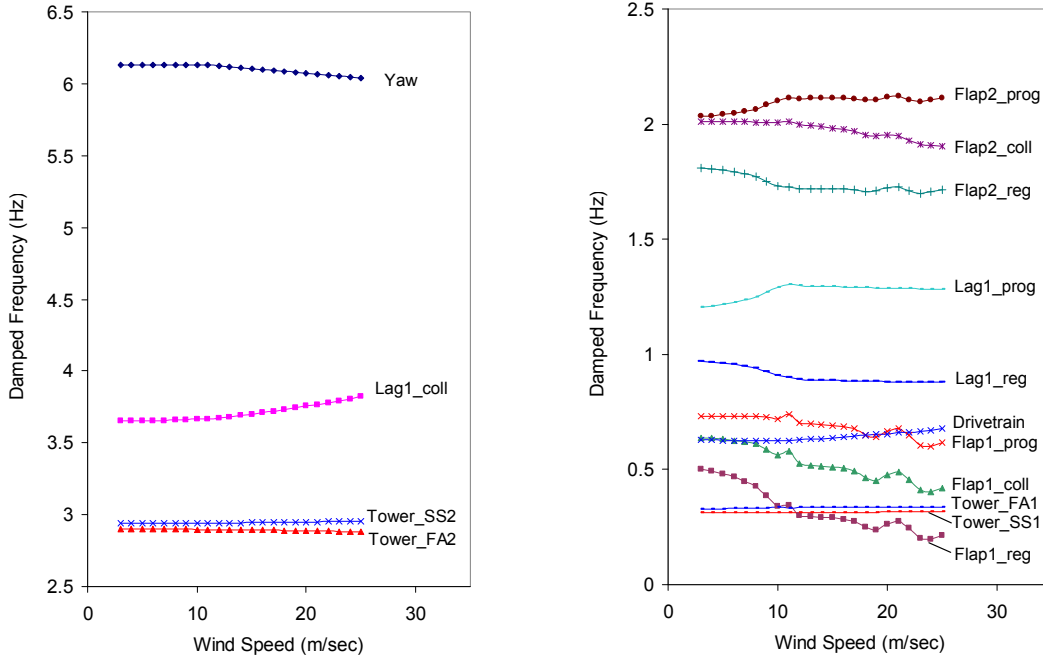 6.5
6
5.5
5
4.5
4
3.5
3
2.5
0
10
20
30
Damped Frequency (Hz)
Wind Speed (m/sec)
Yaw
Lag1_coll
Tower_SS2
Tower_FA2
2.5
2
1.5
1
0.5
0
0
10
20
30
Damped Frequency (Hz)
Wind Speed (m/sec)
Flap2_prog
Flap2_coll
Flap2_reg
Lag1_prog
Lag1_reg
Drivetrain
Flap1_prog
Flap1_coll
Tower_FA1
Tower_SS1
Flap1_reg